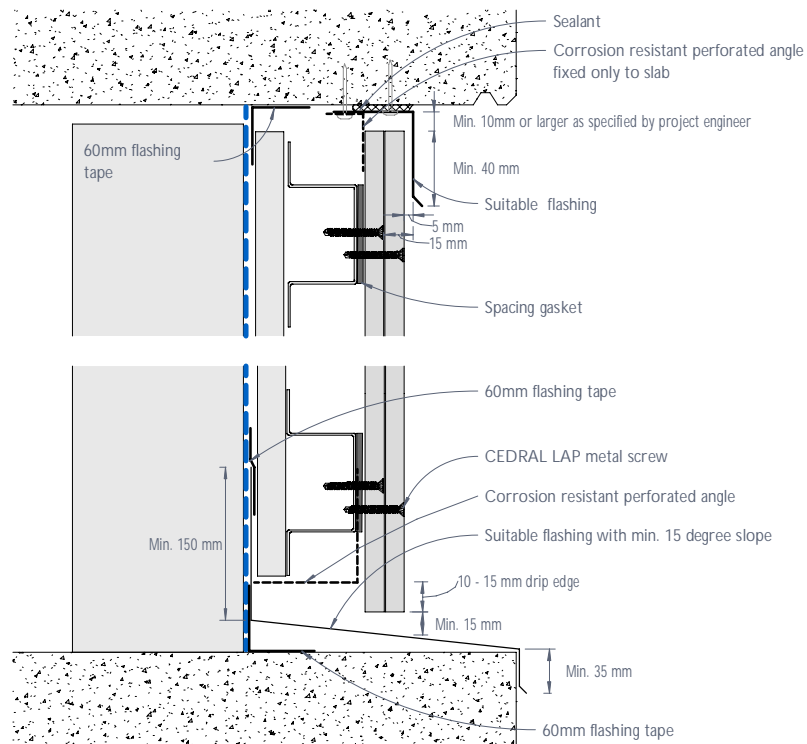 Sealant
Corrosion resistant perforated angle
fixed only to slab
Min. 10mm or larger as specified by project engineer
60mm flashing
tape
Min. 40 mm
Suitable flashing
5 mm
15 mm
Spacing gasket
60mm flashing tape
CEDRAL LAP metal screw
Corrosion resistant perforated angle
Suitable flashing with min. 15 degree slope
Min. 150 mm
10 - 15 mm drip edge
Min. 15 mm
Min. 35 mm
60mm flashing tape